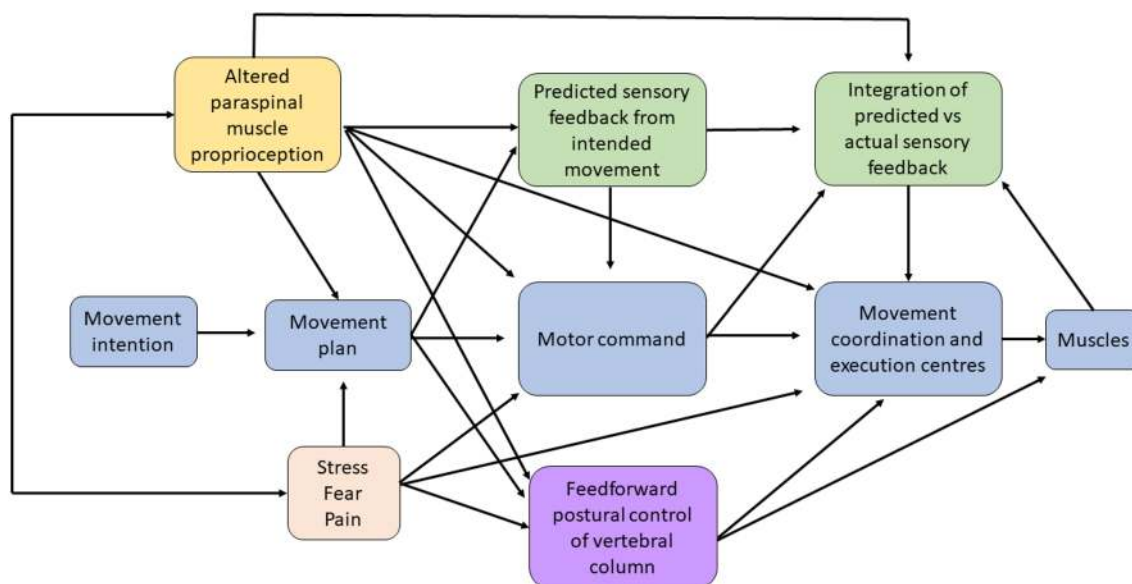 Altered
paraspinal
muscle
proprioception
Predicted sensory
feedback from
intended
movement
Integration of
predicted vs
actual sensory
feedback
Movement
intention
Movement
plan
Motor command
Movement
coordination and
execution centres
Muscles
Stress
Fear
Pain
Feedforward
postural control
of vertebral
column